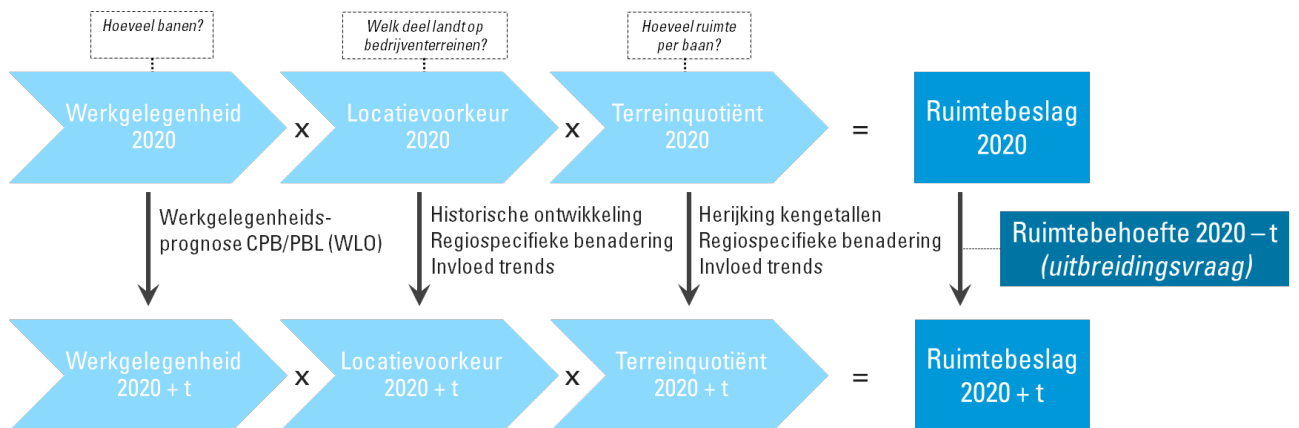 Hoeveel banen?
Welk deel landt op
bedrijventerreinen?
Hoeveel ruimte
per baan?
Werkgelegenheid
2020
x
Locatievoorkeur
2020
x
Terreinquotiënt
2020
=
Ruimtebeslag
2020
Werkgelegenheids-
prognose CPB/PBL (WLO)
Historische ontwikkeling
Regiospecifieke benadering
Invloed trends
Herijking kengetallen
Regiospecifieke benadering
Invloed trends
Ruimtebehoefte 2020 – t
(uitbreidingsvraag)
Werkgelegenheid
2020 + t
x
Locatievoorkeur
2020 + t
x
Terreinquotiënt
2020 + t
=
Ruimtebeslag
2020 + t